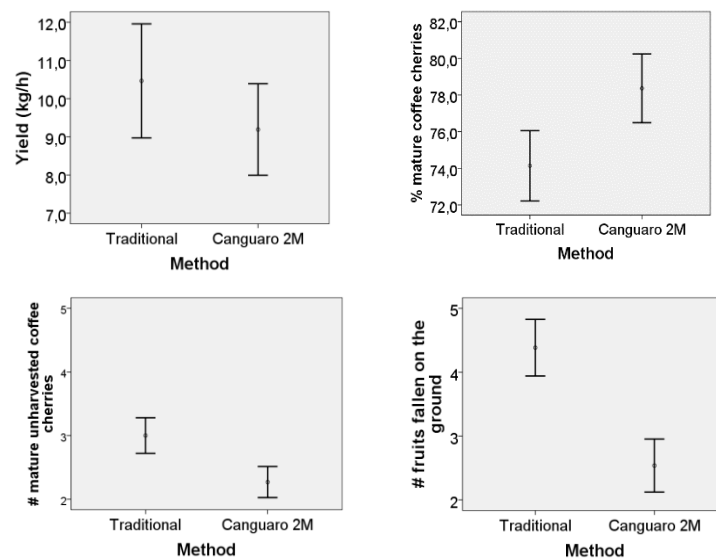 Yield (kg/h)
12,0
11,0
10,0
9,0
8,0
7,0
Traditional
Canguaro 2M
Method
% mature coffee cherries
82,0
80,0
78,0
76,0
74,0
72,0
Traditional
Canguaro 2M
Method
# mature unharvested coffee
cherries
5
4
3
2
Traditional
Canguaro 2M
Method
# fruits fallen on the
ground
5
4
3
2
Traditional
Canguaro 2M
Method